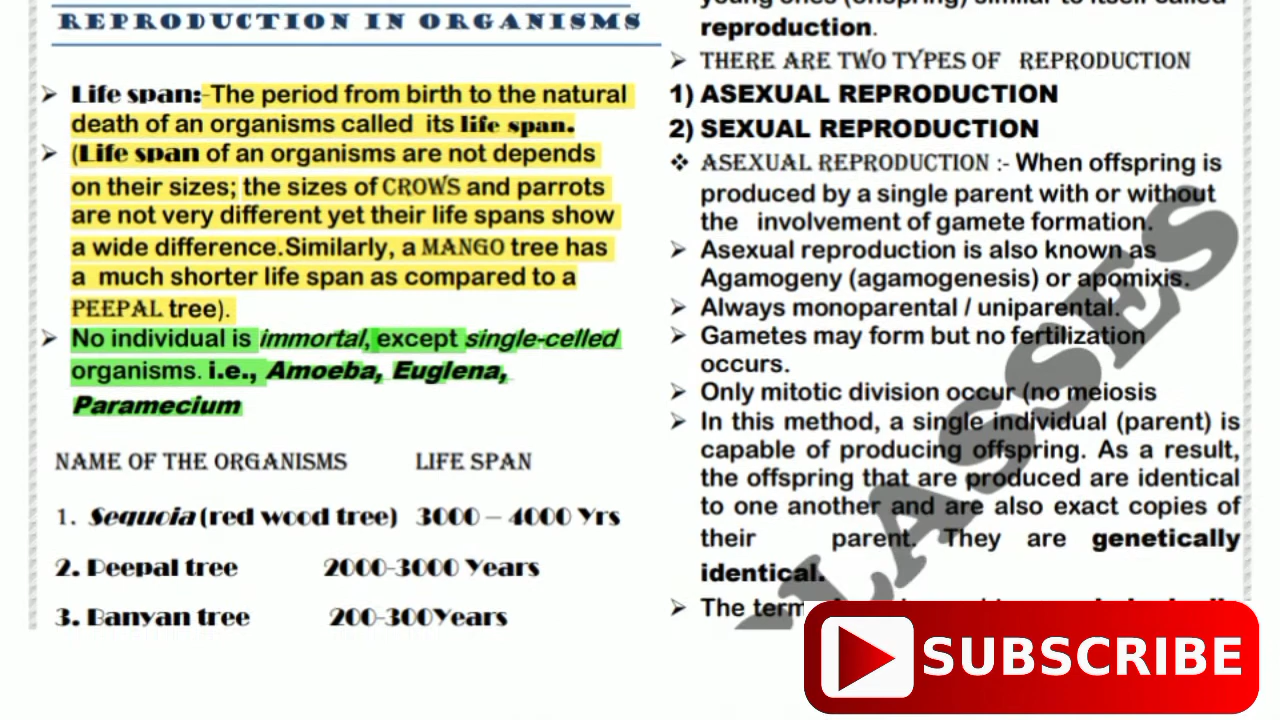 REPRODUCTION IN ORGANISMS
➢ Life span:-The period from birth to the natural
death of an organisms called its life span.
➢ (Life span of an organisms are not depends
on their sizes; the sizes of CROWS and parrots
are not very different yet their life spans show
a wide difference.Similarly, a MANGO tree has
a much shorter life span as compared to a
PEEPAL tree).
➢ No individual is immortal, except single-celled
organisms. i.e., Amoeba, Euglena,
Paramecium
NAME OF THE ORGANISMS LIFE SPAN
1. Sequoia (red wood tree) 3000 – 4000 Yrs
2. Peepal tree 2000-3000 Years
3. Banyan tree 200-300Years
young ones (offspring) similar to itself called
reproduction.
➢ THERE ARE TWO TYPES OF REPRODUCTION
1) ASEXUAL REPRODUCTION
2) SEXUAL REPRODUCTION
❖ ASEXUAL REPRODUCTION :- When offspring is
produced by a single parent with or without
the involvement of gamete formation.
➢ Asexual reproduction is also known as
Agamogeny (agamogenesis) or apomixis.
➢ Always monoparental / uniparental.
➢ Gametes may form but no fertilization
occurs.
➢ Only mitotic division occur (no meiosis
➢ In this method, a single individual (parent) is
capable of producing offspring. As a result,
the offspring that are produced are identical
to one another and are also exact copies of
their parent. They are genetically
identical.
➢ The term
SUBSCRIBE